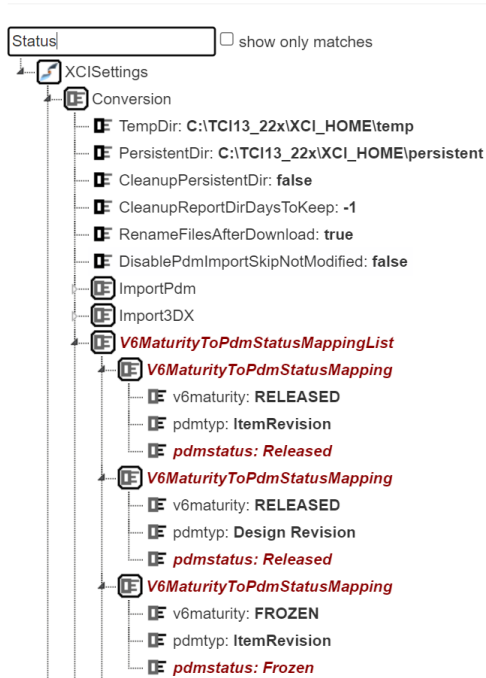 Status
show only matches
XCISettings
Conversion
TempDir: C:\TCI13_22x\XCI_HOME\temp
PersistentDir: C:\TCI13_22x\XCI_HOME\persistent
CleanupPersistentDir: false
CleanupReportDirDaysToKeep: -1
RenameFilesAfterDownload: true
DisablePdmImportSkipNotModified: false
ImportPdm
Import3DX
V6MaturityToPdmStatusMappingList
V6MaturityToPdmStatusMapping
v6maturity: RELEASED
pdmtyp: ItemRevision
pdmstatus: Released
V6MaturityToPdmStatusMapping
v6maturity: RELEASED
pdmtyp: Design Revision
pdmstatus: Released
V6MaturityToPdmStatusMapping
v6maturity: FROZEN
pdmtyp: ItemRevision
pdmstatus: Frozen